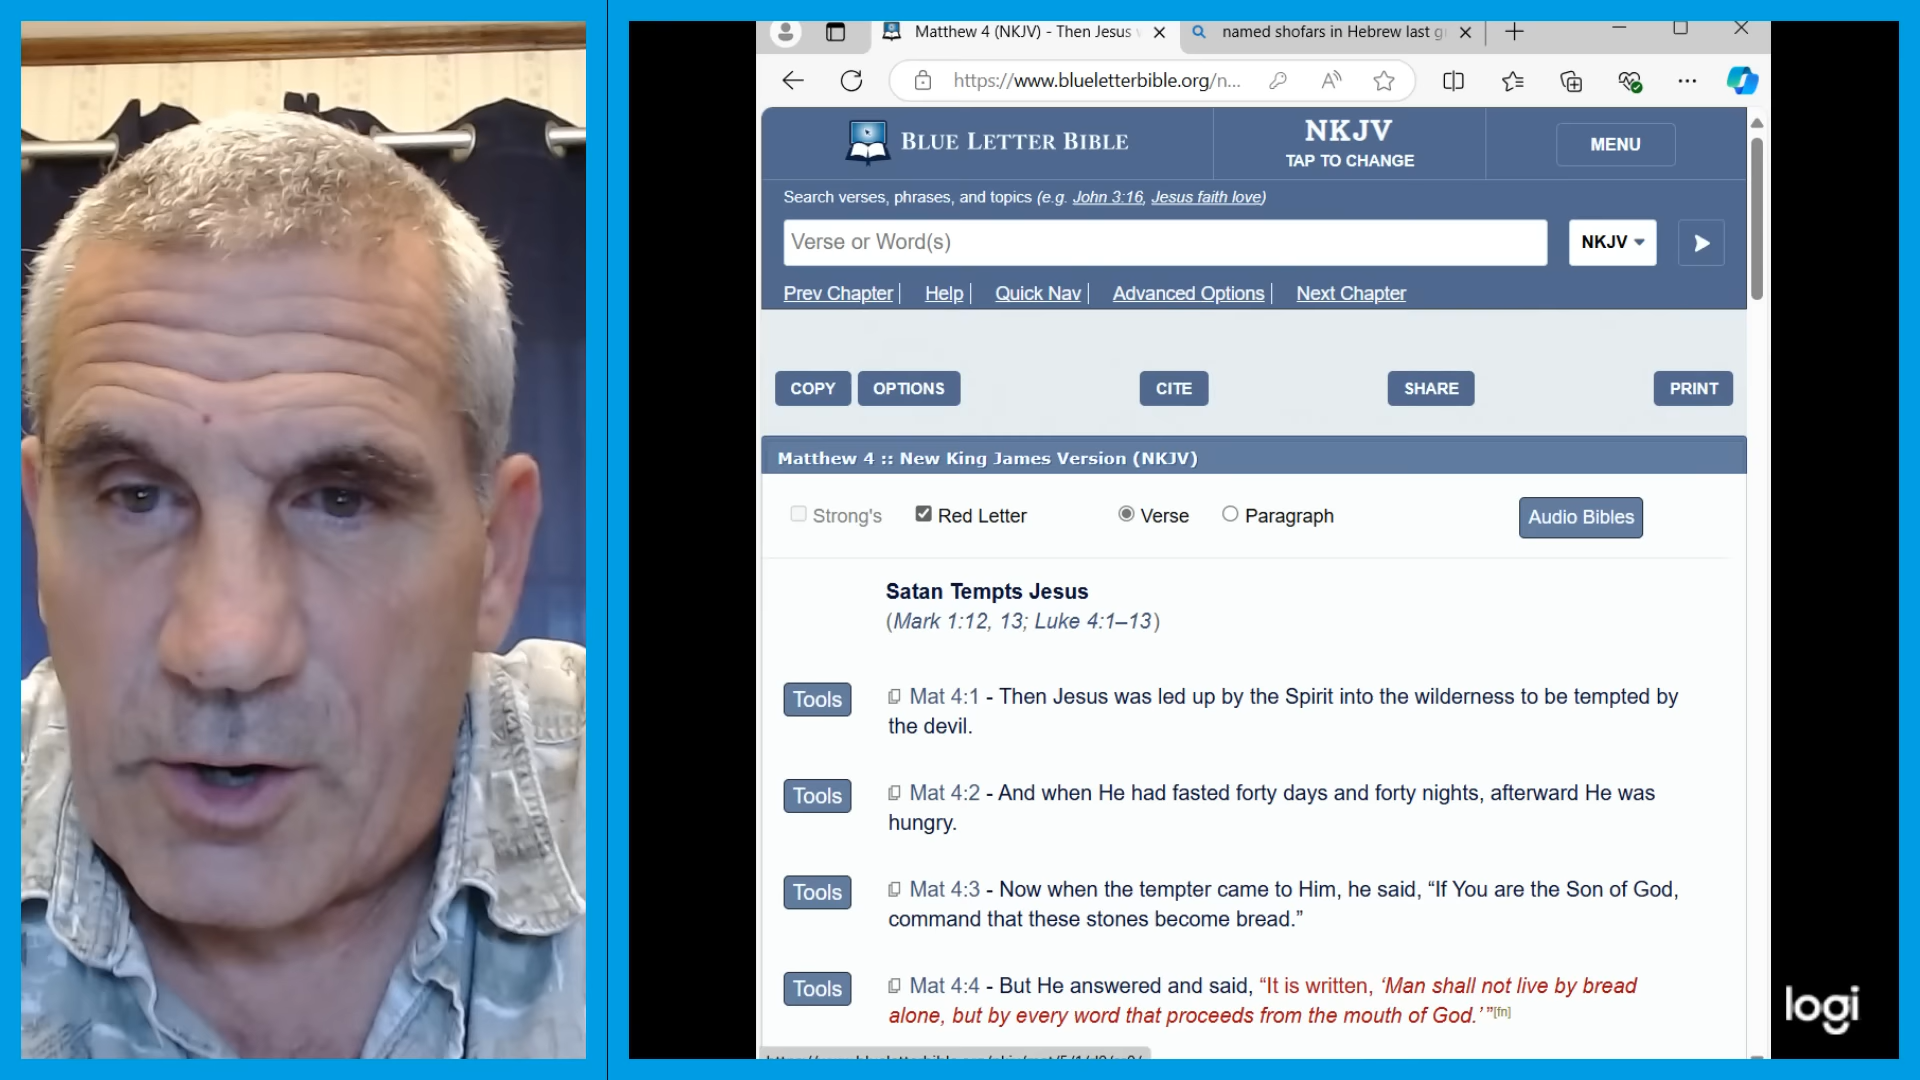 Matthew 4 (NKJV) - Then Jesus
named shofars in Hebrew last g
https://www.blueletterbible.org/n...
BLUE LETTER BIBLE
NKJV
TAP TO CHANGE
MENU
Search verses, phrases, and topics (e.g. John 3:16, Jesus faith love)
Verse or Word(s)
NKJV
Prev Chapter | Help | Quick Nav | Advanced Options | Next Chapter
COPY OPTIONS CITE SHARE PRINT
Matthew 4 :: New King James Version (NKJV)
Strong's Red Letter Verse Paragraph Audio Bibles
Satan Tempts Jesus
(Mark 1:12, 13; Luke 4:1–13)
Tools Mat 4:1 - Then Jesus was led up by the Spirit into the wilderness to be tempted by
the devil.
Tools Mat 4:2 - And when He had fasted forty days and forty nights, afterward He was
hungry.
Tools Mat 4:3 - Now when the tempter came to Him, he said, “If You are the Son of God,
command that these stones become bread.”
Tools Mat 4:4 - But He answered and said, “It is written, ‘Man shall not live by bread
alone, but by every word that proceeds from the mouth of God.’ ”[fn]
logi